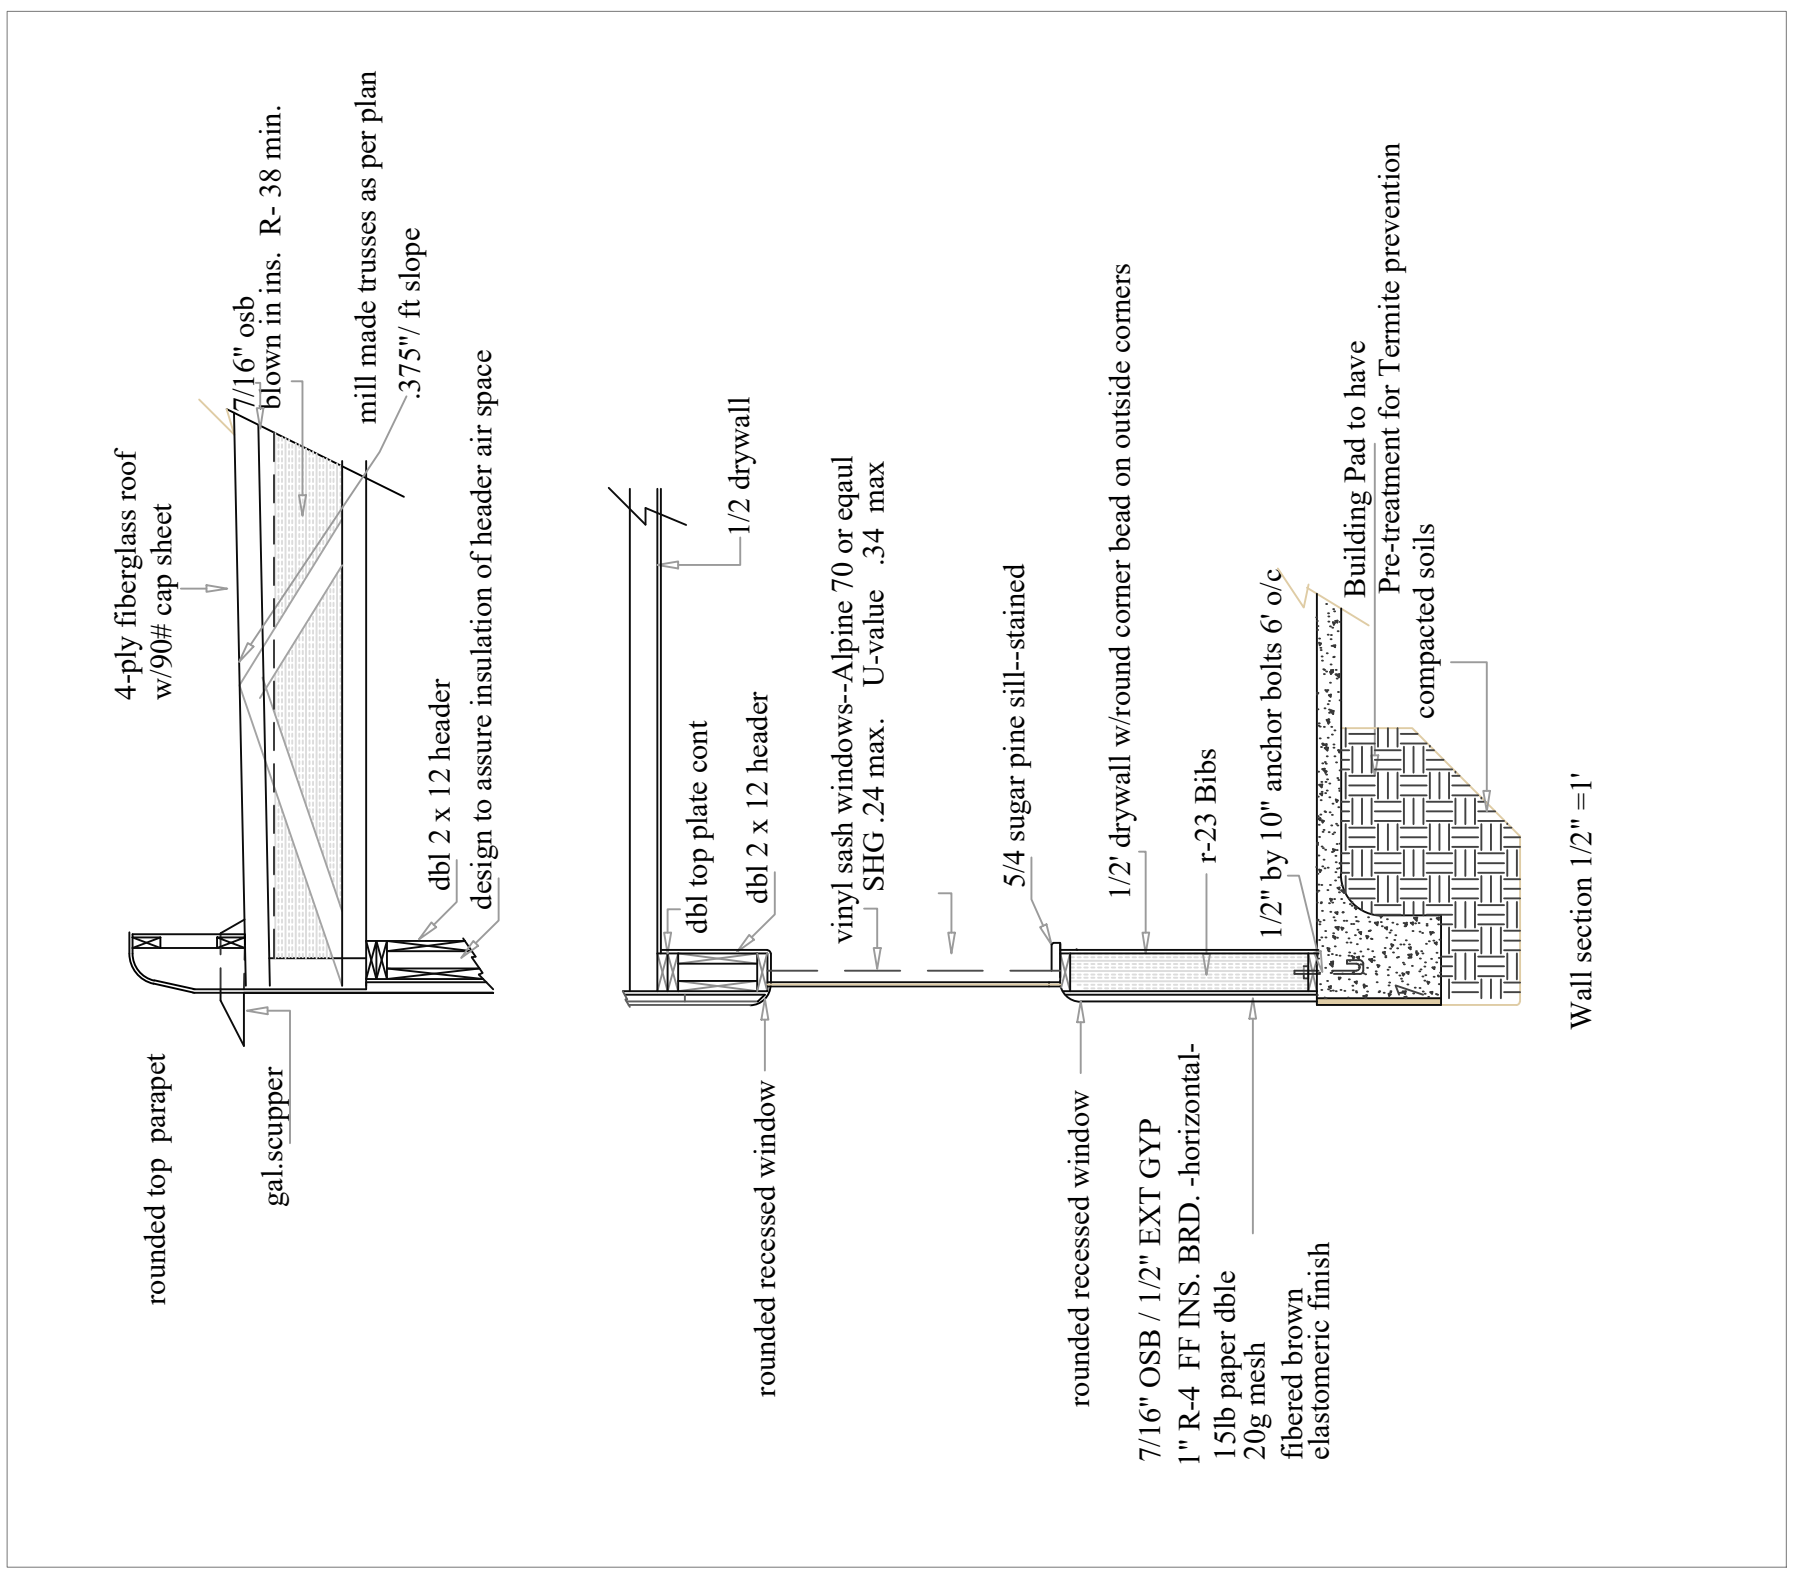 4-ply fiberglass roof
w/90# cap sheet
7/16" osb
blown in ins.  R- 38 min.
mill made trusses as per plan
.375"/ ft slope
rounded top  parapet
gal.scupper
dbl 2 x 12 header
design to assure insulation of header air space
1/2 drywall
dbl top plate cont
dbl 2 x 12 header
rounded recessed window
vinyl sash windows--Alpine 70 or eqaul
SHG .24 max.    U-value   .34  max
5/4 sugar pine sill--stained
rounded recessed window
1/2' drywall w/round corner bead on outside corners
7/16" OSB / 1/2" EXT GYP
1" R-4  FF INS. BRD. -horizontal-
15lb paper dble
20g mesh
fibered brown
elastomeric finish
r-23 Bibs
1/2" by 10" anchor bolts 6' o/c
Building Pad to have
Pre-treatment for Termite prevention
compacted soils
Wall section 1/2" =1'